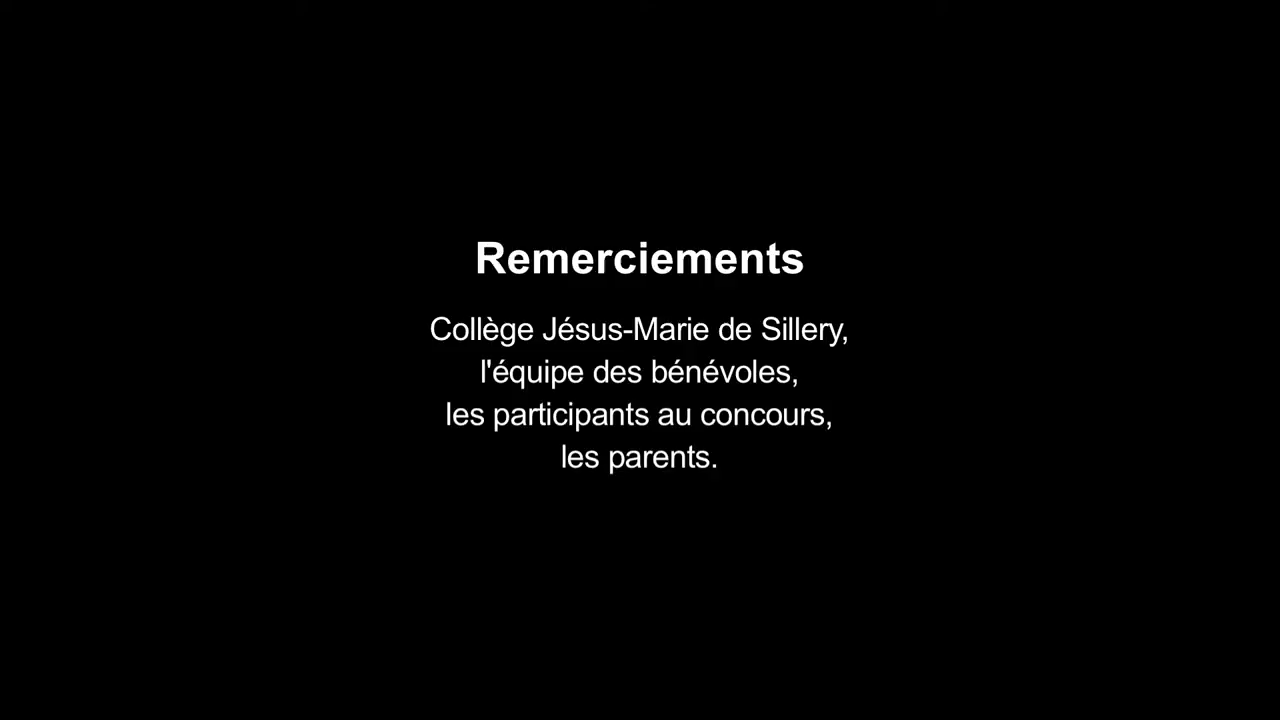 Remerciements
Collège Jésus-Marie de Sillery,
l'équipe des bénévoles,
les participants au concours,
les parents.